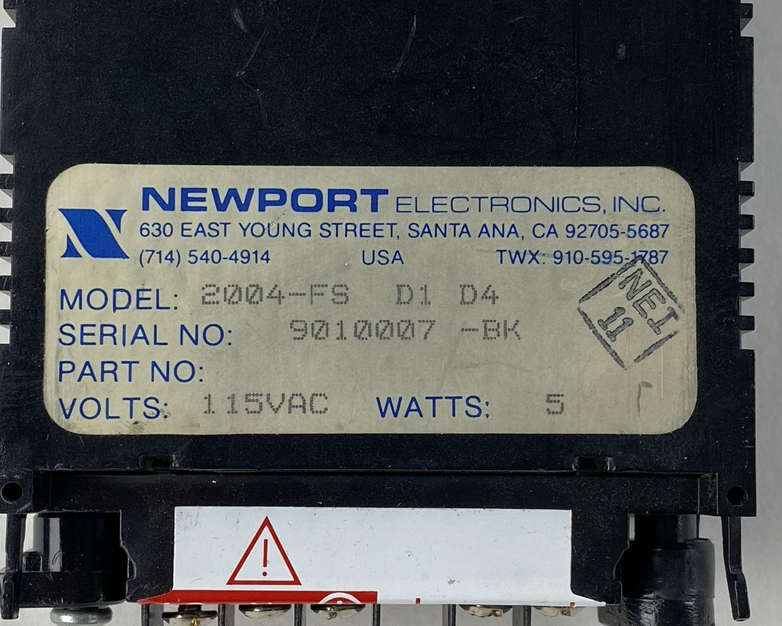 NEWPORT ELECTRONICS, INC.
630 EAST YOUNG STREET, SANTA ANA, CA 92705-5687
(714) 540-4914 USA TWX: 910-595-1787
MODEL: 2004-FS D1 D4
SERIAL NO: 9010007 -BK
PART NO:
VOLTS: 115VAC WATTS: 5
NEI
11